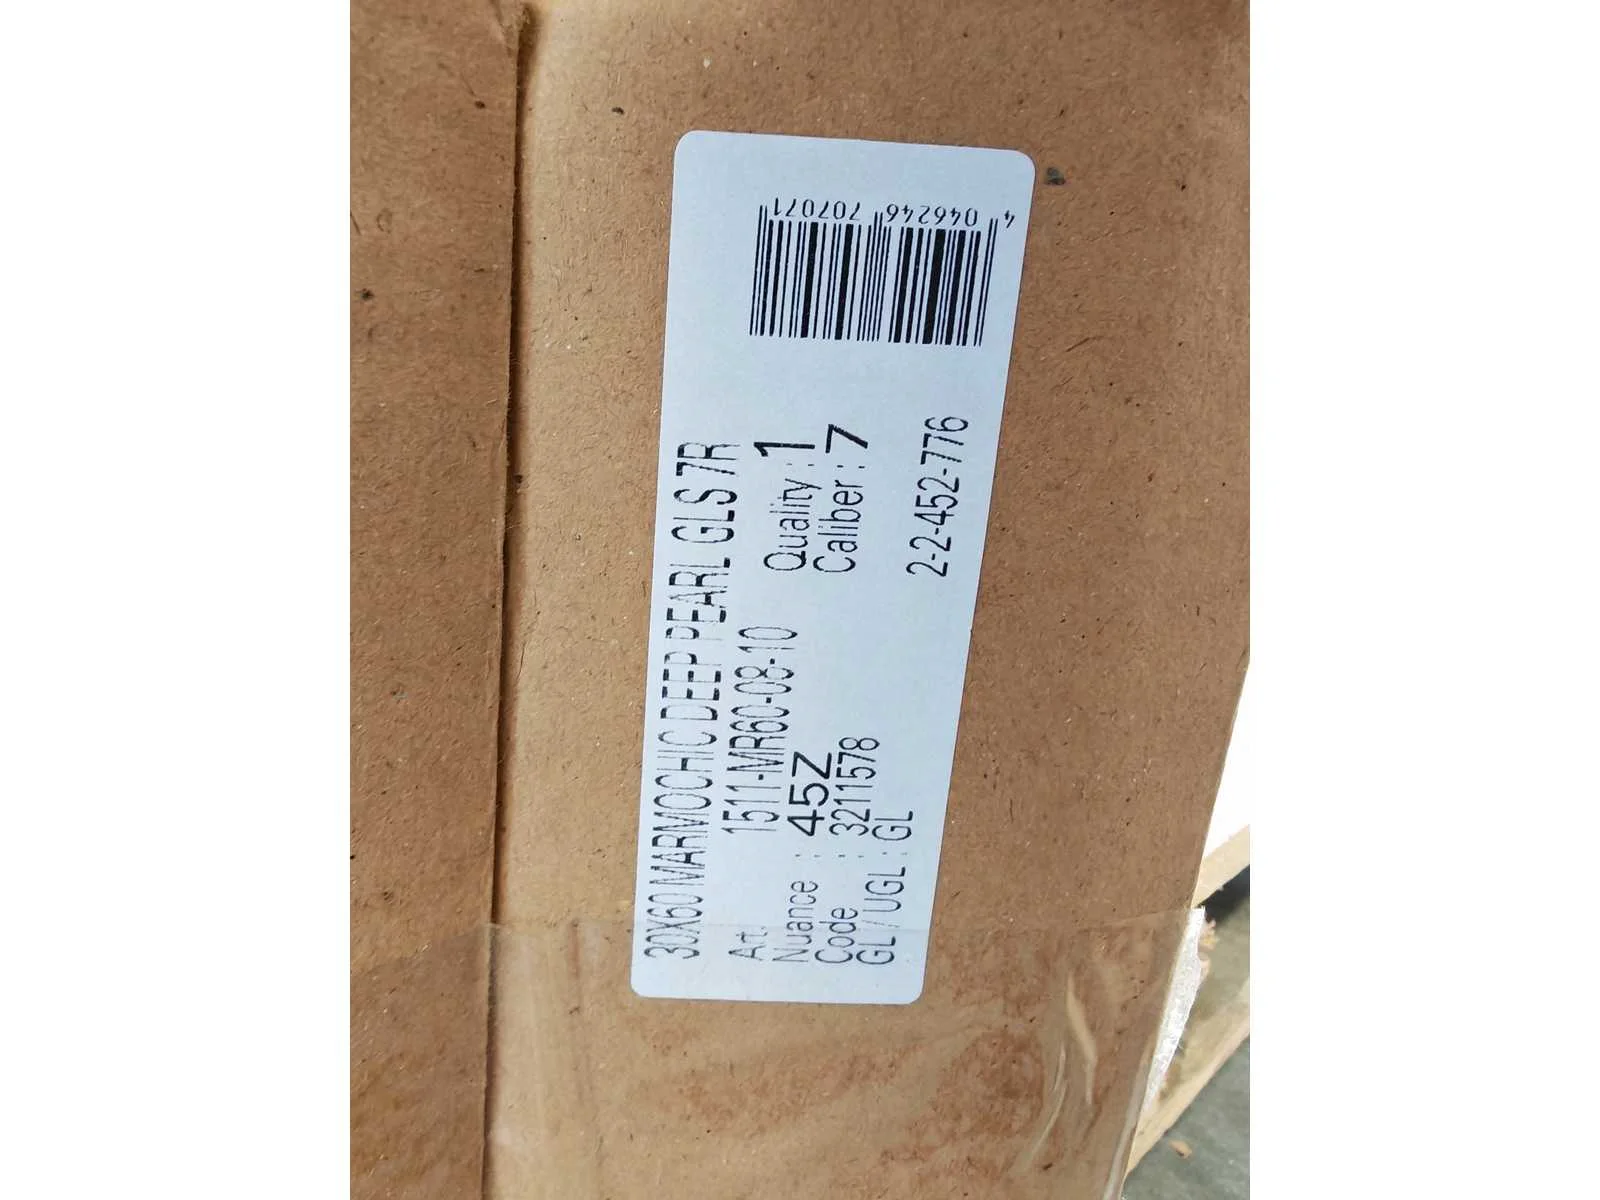 30X60 MARMOCHIC DEEP PEARL GLS 7R
Art. 1511-MR60-08-10
Nuance : 45Z Quality : 1
Code : 3211578 Caliber : 7
GL / UGL : GL
2-2-452-776
4 046246 707071